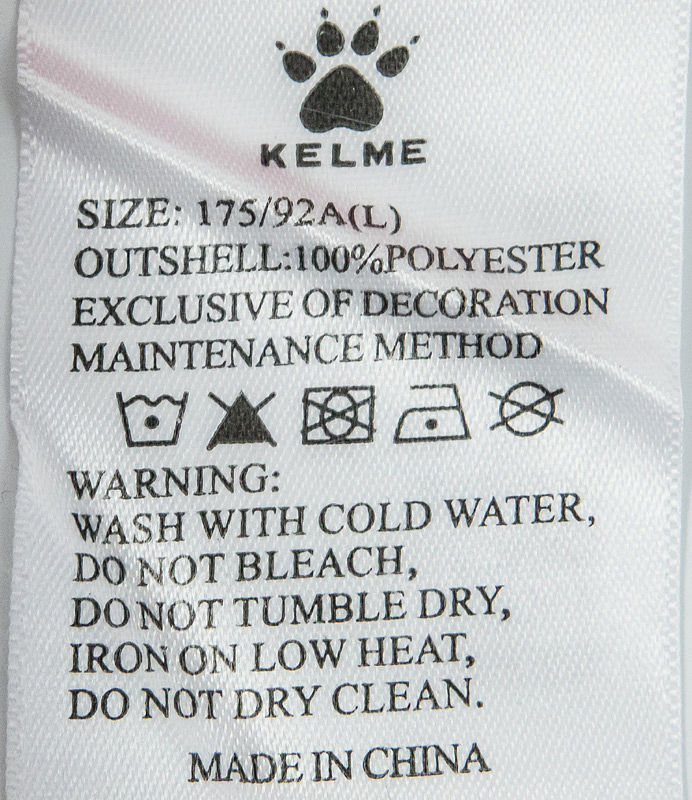 KELME
SIZE: 175/92A(L)
OUTSHELL:100%POLYESTER
EXCLUSIVE OF DECORATION
MAINTENANCE METHOD
WARNING:
WASH WITH COLD WATER,
DO NOT BLEACH,
DO NOT TUMBLE DRY,
IRON ON LOW HEAT,
DO NOT DRY CLEAN.
MADE IN CHINA